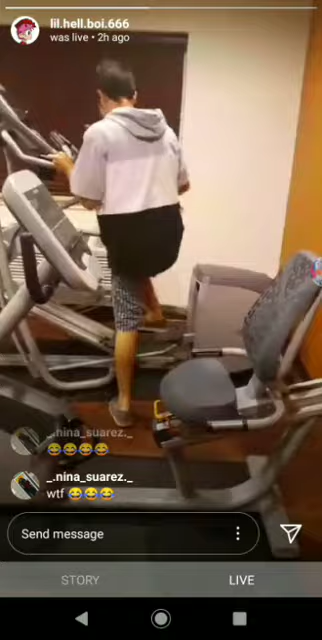 lil.hell.boi.666
was live • 2h ago
_.nina_suarez._
😂😂😂😂
_.nina_suarez._
wtf 😂😂😂
Send message
STORY LIVE